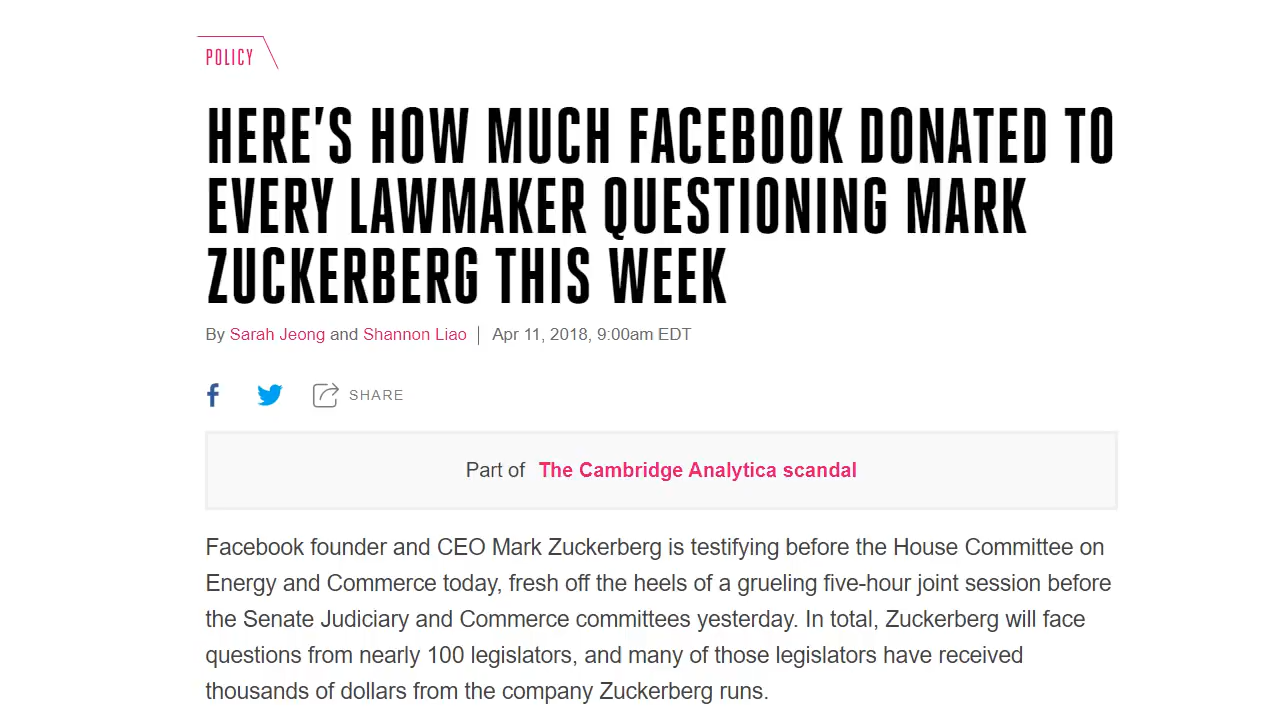 POLICY
HERE'S HOW MUCH FACEBOOK DONATED TO
EVERY LAWMAKER QUESTIONING MARK
ZUCKERBERG THIS WEEK
By Sarah Jeong and Shannon Liao | Apr 11, 2018, 9:00am EDT
SHARE
Part of The Cambridge Analytica scandal
Facebook founder and CEO Mark Zuckerberg is testifying before the House Committee on
Energy and Commerce today, fresh off the heels of a grueling five-hour joint session before
the Senate Judiciary and Commerce committees yesterday. In total, Zuckerberg will face
questions from nearly 100 legislators, and many of those legislators have received
thousands of dollars from the company Zuckerberg runs.